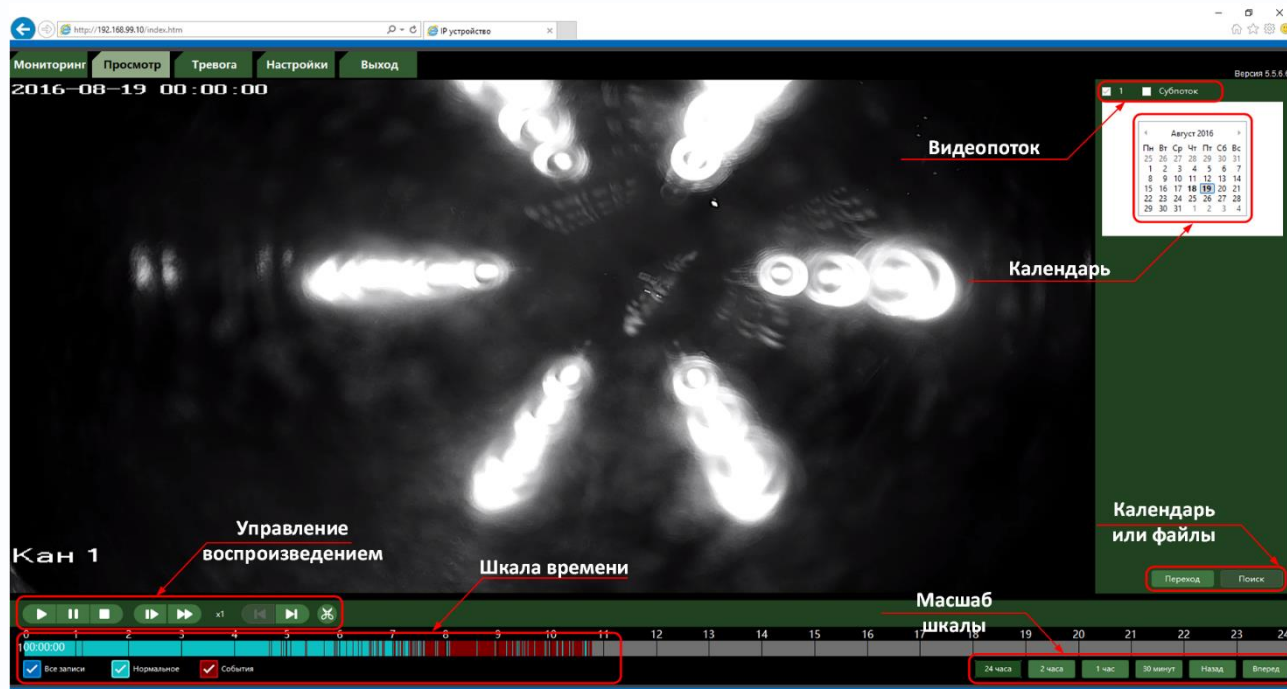 http://192.168.99.10/index.htm
IP устройство
Мониторинг Просмотр Тревога Настройки Выход
Версия 5.5.6.6
2016-08-19 00:00:00
1 Субпоток
Видеопоток
Август 2016
Пн Вт Ср Чт Пт Сб Вс
25 26 27 28 29 30 31
1 2 3 4 5 6 7
8 9 10 11 12 13 14
15 16 17 18 19 20 21
22 23 24 25 26 27 28
29 30 31 1 2 3 4
Календарь
Календарь
или файлы
Переход Поиск
Управление
воспроизведением
Кан 1
Шкала времени
Масштаб
шкалы
x1
0 1 2 3 4 5 6 7 8 9 10 11 12 13 14 15 16 17 18 19 20 21 22 23 24
1 00:00:00
Все записи Нормальное События
24 часа 2 часа 1 час 30 минут Назад Вперед